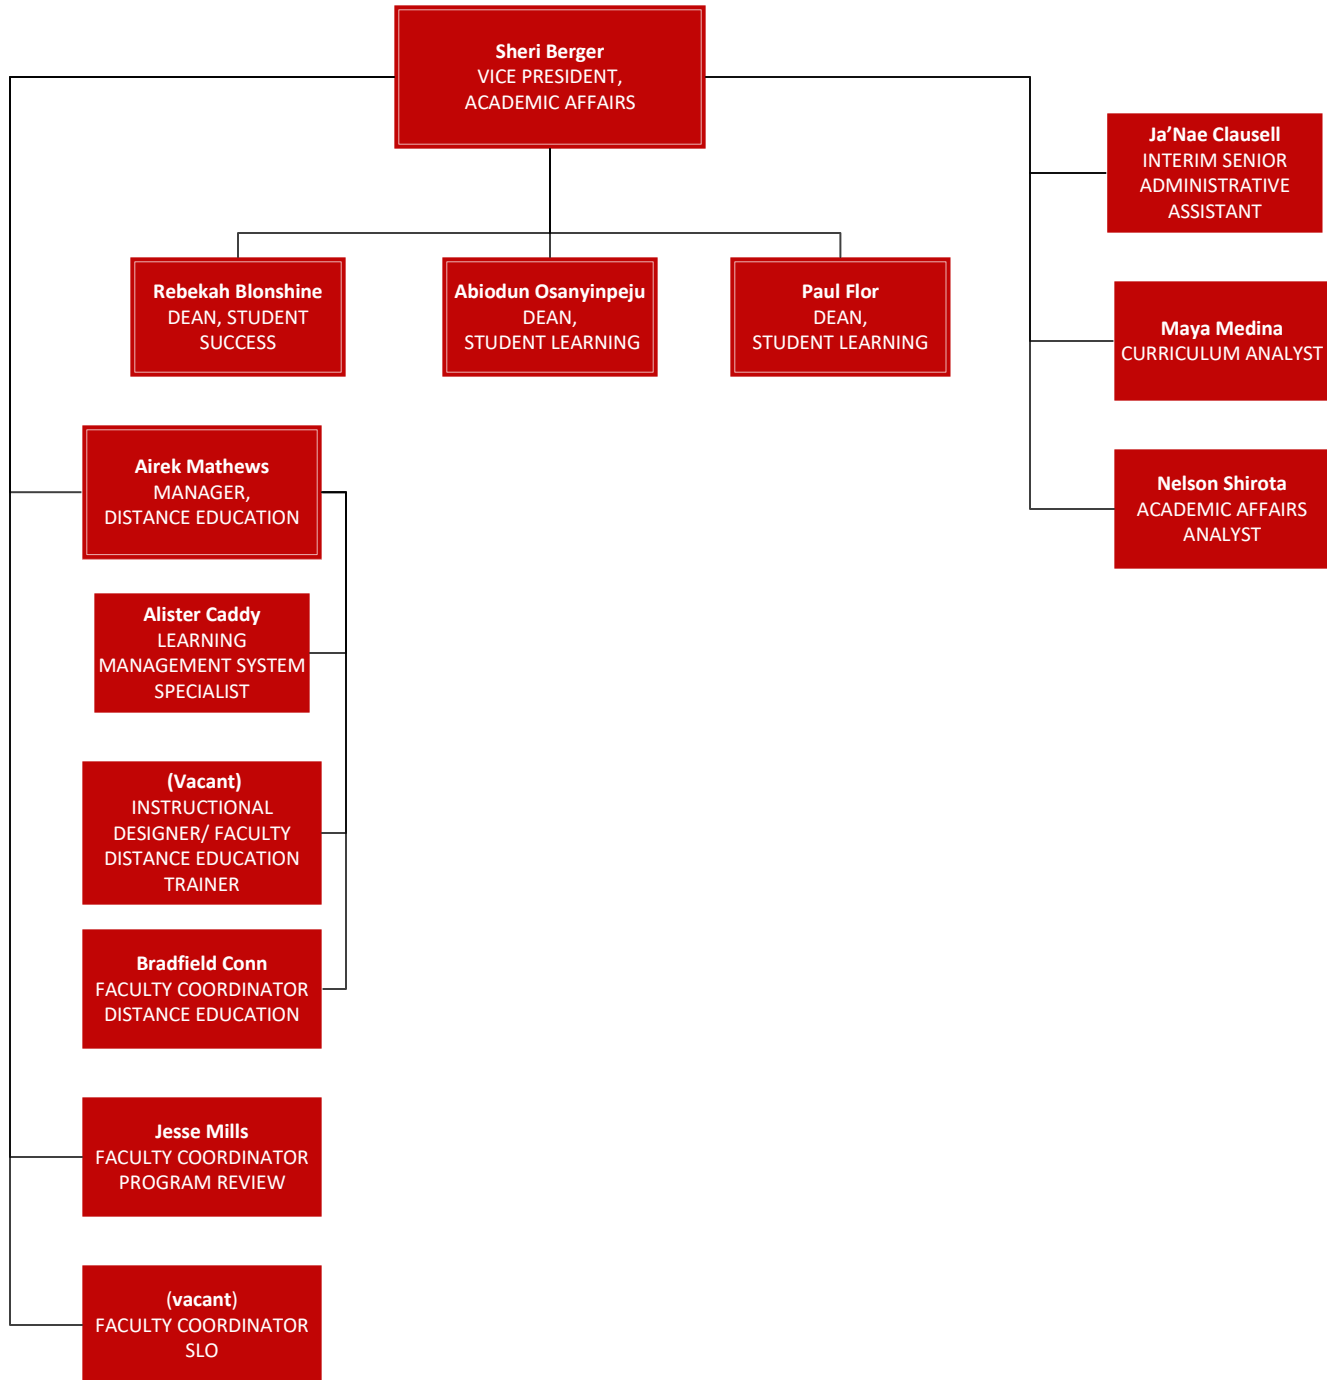 Sheri Berger
VICE PRESIDENT,
ACADEMIC AFFAIRS
Ja’Nae Clausell
INTERIM SENIOR
ADMINISTRATIVE
ASSISTANT
Rebekah Blonshine
DEAN, STUDENT
SUCCESS
Abiodun Osanyinpeju
DEAN,
STUDENT LEARNING
Paul Flor
DEAN,
STUDENT LEARNING
Maya Medina
CURRICULUM ANALYST
Airek Mathews
MANAGER,
DISTANCE EDUCATION
Nelson Shirota
ACADEMIC AFFAIRS
ANALYST
Alister Caddy
LEARNING
MANAGEMENT SYSTEM
SPECIALIST
(Vacant)
INSTRUCTIONAL
DESIGNER/ FACULTY
DISTANCE EDUCATION
TRAINER
Bradfield Conn
FACULTY COORDINATOR
DISTANCE EDUCATION
Jesse Mills
FACULTY COORDINATOR
PROGRAM REVIEW
(vacant)
FACULTY COORDINATOR
SLO